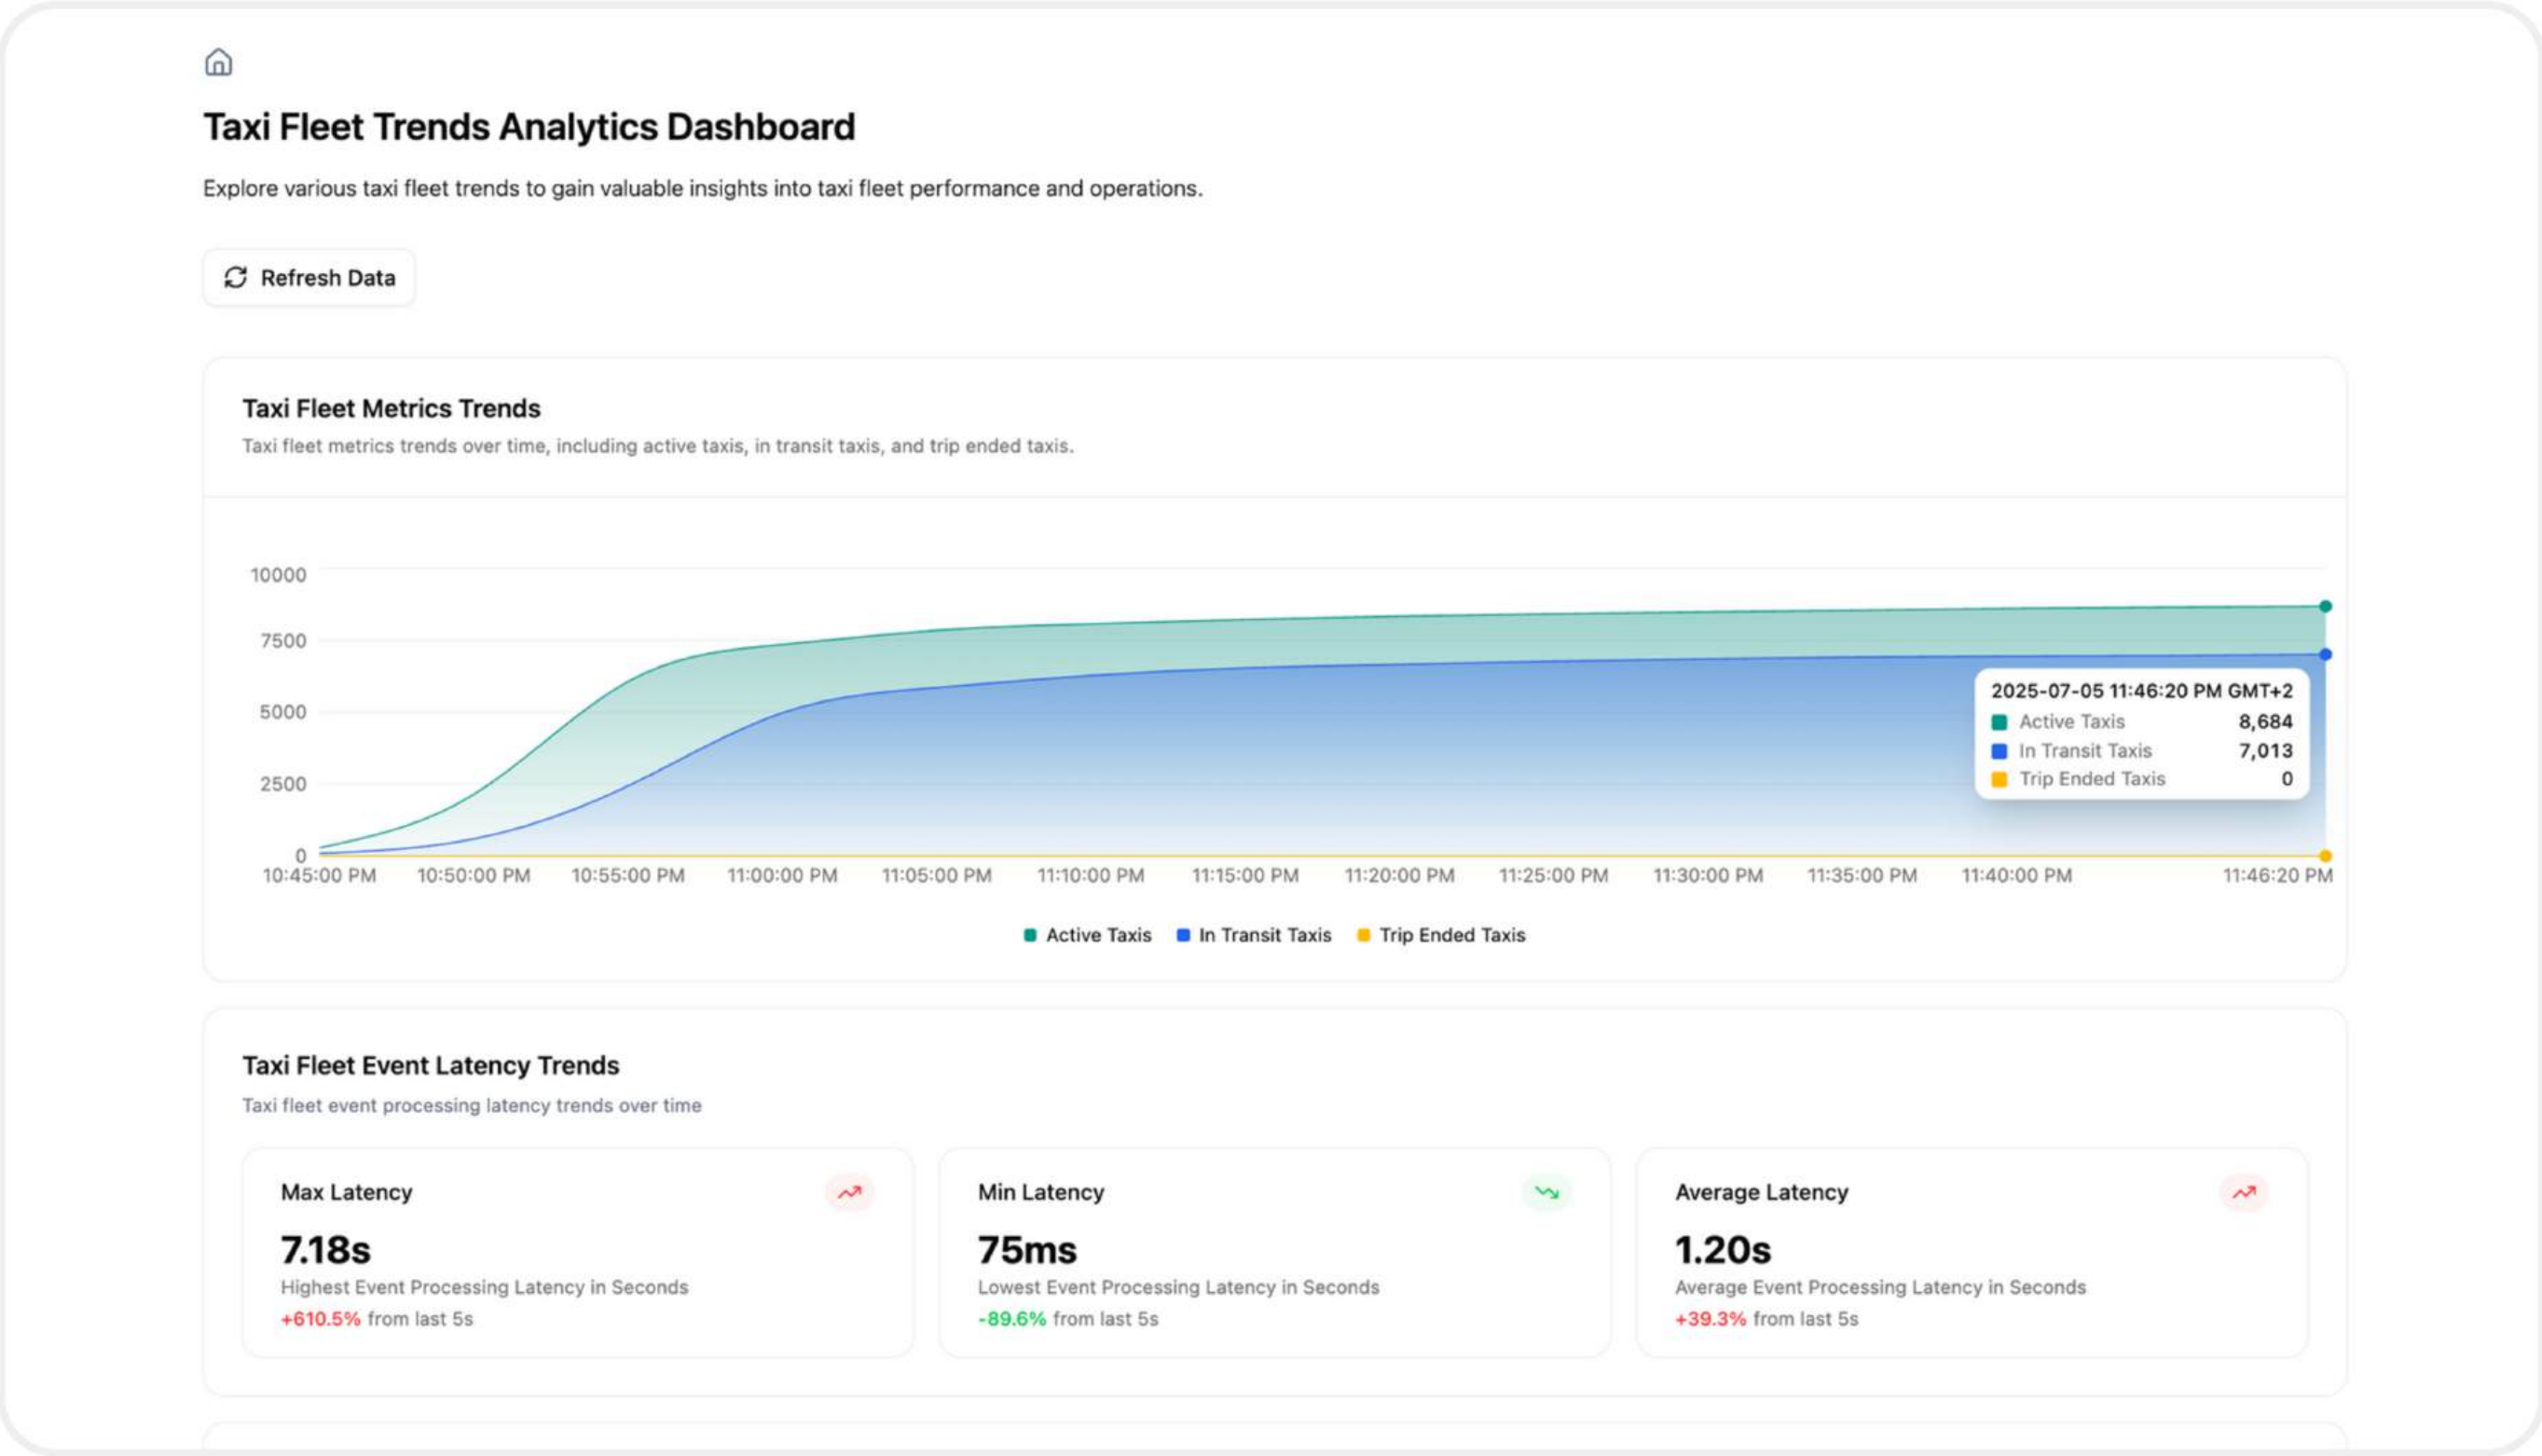 Taxi Fleet Trends Analytics Dashboard
Explore various taxi fleet trends to gain valuable insights into taxi fleet performance and operations.
Refresh Data
Taxi Fleet Metrics Trends
Taxi fleet metrics trends over time, including active taxis, in transit taxis, and trip ended taxis.
10000
7500
5000
2500
0
2025-07-05 11:46:20 PM GMT+2
Active Taxis 8,684
In Transit Taxis 7,013
Trip Ended Taxis 0
10:45:00 PM 10:50:00 PM 10:55:00 PM 11:00:00 PM 11:05:00 PM 11:10:00 PM 11:15:00 PM 11:20:00 PM 11:25:00 PM 11:30:00 PM 11:35:00 PM 11:40:00 PM 11:46:20 PM
Active Taxis In Transit Taxis Trip Ended Taxis
Taxi Fleet Event Latency Trends
Taxi fleet event processing latency trends over time
Max Latency
7.18s
Highest Event Processing Latency in Seconds
+610.5% from last 5s
Min Latency
75ms
Lowest Event Processing Latency in Seconds
-89.6% from last 5s
Average Latency
1.20s
Average Event Processing Latency in Seconds
+39.3% from last 5s